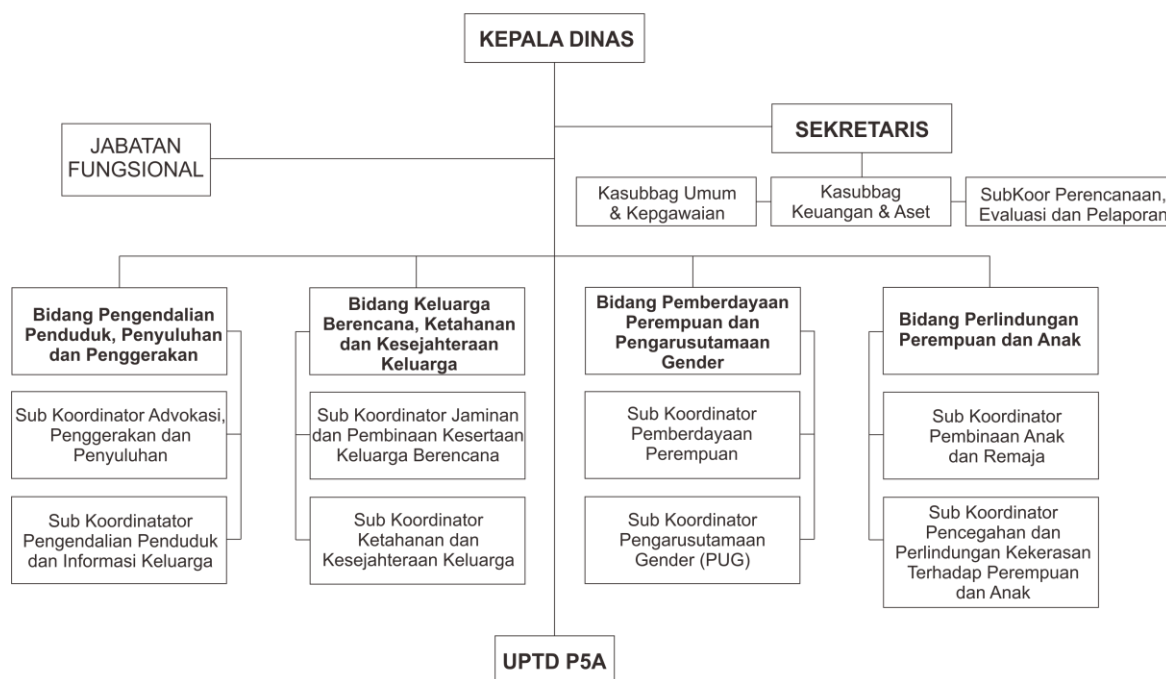 KEPALA DINAS
SEKRETARIS
JABATAN
FUNGSIONAL
Kasubbag Umum
& Kepgawaian
Kasubbag
Keuangan & Aset
SubKoor Perencanaan,
Evaluasi dan Pelaporan
Bidang Pengendalian
Penduduk, Penyuluhan
dan Penggerakan
Sub Koordinator Advokasi,
Penggerakan dan
Penyuluhan
Sub Koordinatator
Pengendalian Penduduk
dan Informasi Keluarga
Bidang Keluarga
Berencana, Ketahanan
dan Kesejahteraan
Keluarga
Sub Koordinator Jaminan
dan Pembinaan Kesertaan
Keluarga Berencana
Sub Koordinator
Ketahanan dan
Kesejahteraan Keluarga
Bidang Pemberdayaan
Perempuan dan
Pengarusutamaan
Gender
Sub Koordinator
Pemberdayaan
Perempuan
Sub Koordinator
Pengarusutamaan
Gender (PUG)
Bidang Perlindungan
Perempuan dan Anak
Sub Koordinator
Pembinaan Anak
dan Remaja
Sub Koordinator
Pencegahan dan
Perlindungan Kekerasan
Terhadap Perempuan
dan Anak
UPTD P5A